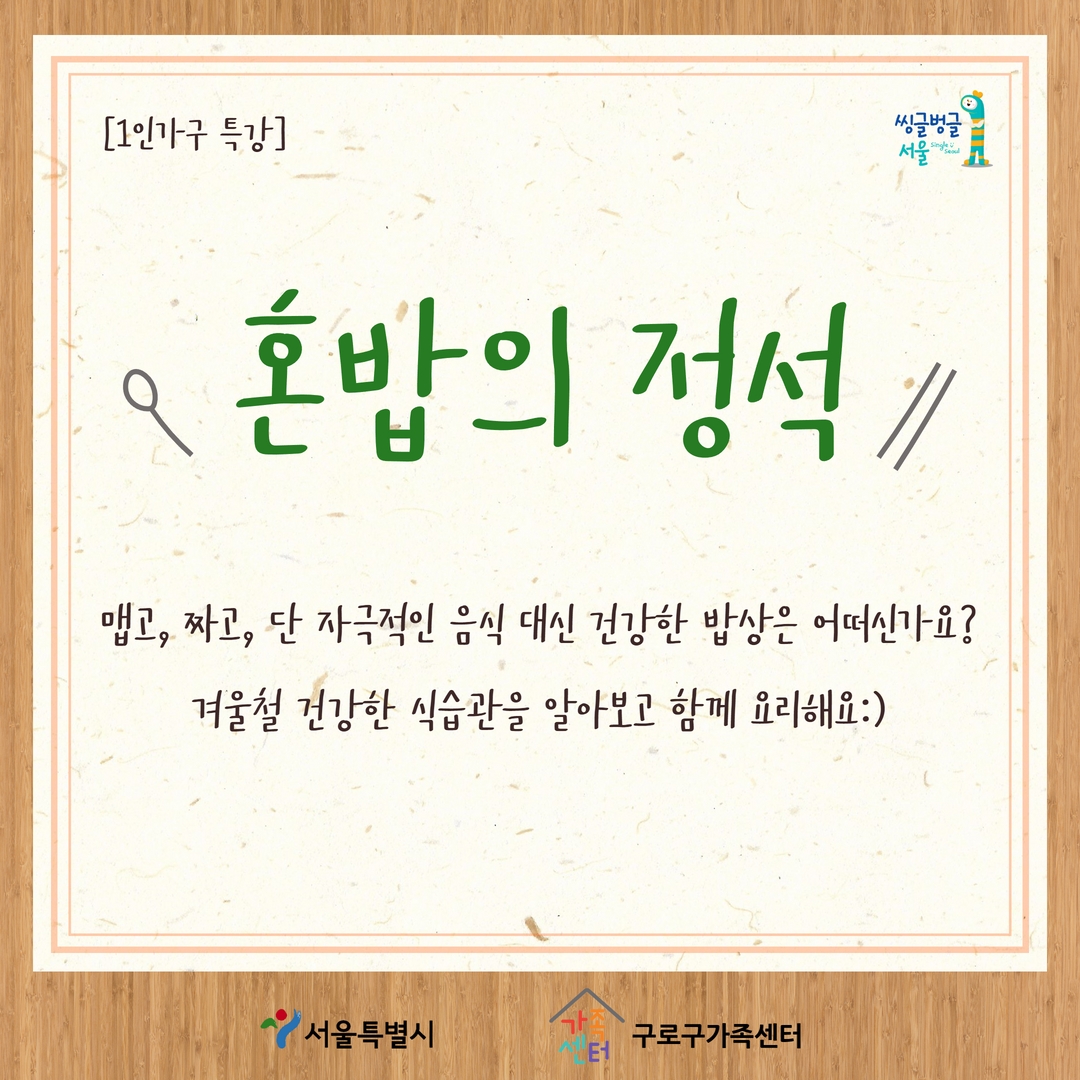 [1인가구 특강]
씽글벙글
서울 Single Seoul
혼밥의 정석
맵고, 짜고, 단 자극적인 음식 대신 건강한 밥상은 어떠신가요?
겨울철 건강한 식습관을 알아보고 함께 요리해요:)
서울특별시
가족센터
구로구가족센터